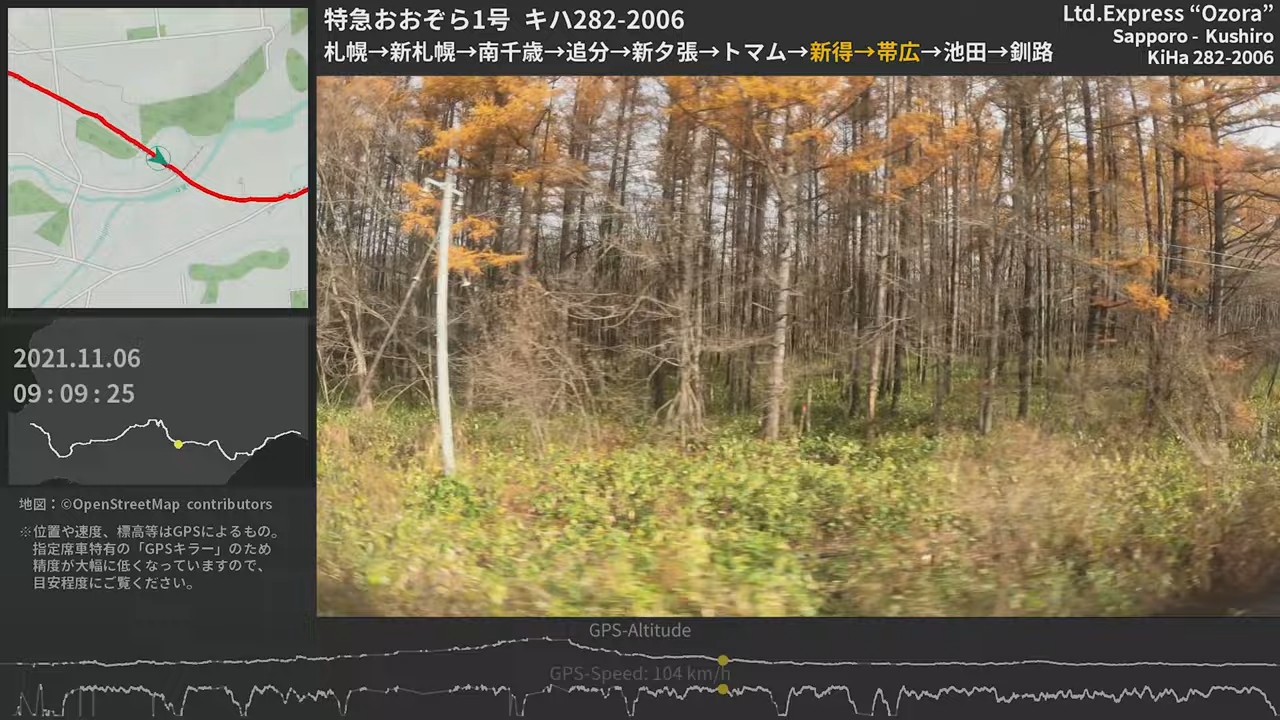 特急おおぞら1号 キハ282-2006
札幌→新札幌→南千歳→追分→新夕張→トマム→新得→帯広→池田→釧路
Ltd.Express “Ozora”
Sapporo - Kushiro
KiHa 282-2006
2021.11.06
09:09:25
地図：©OpenStreetMap contributors
※位置や速度、標高等はGPSによるもの。
指定席車特有の「GPSキラー」のため
精度が大幅に低くなっていますので、
目安程度にご覧ください。
GPS-Altitude
GPS-Speed: 104 km/h